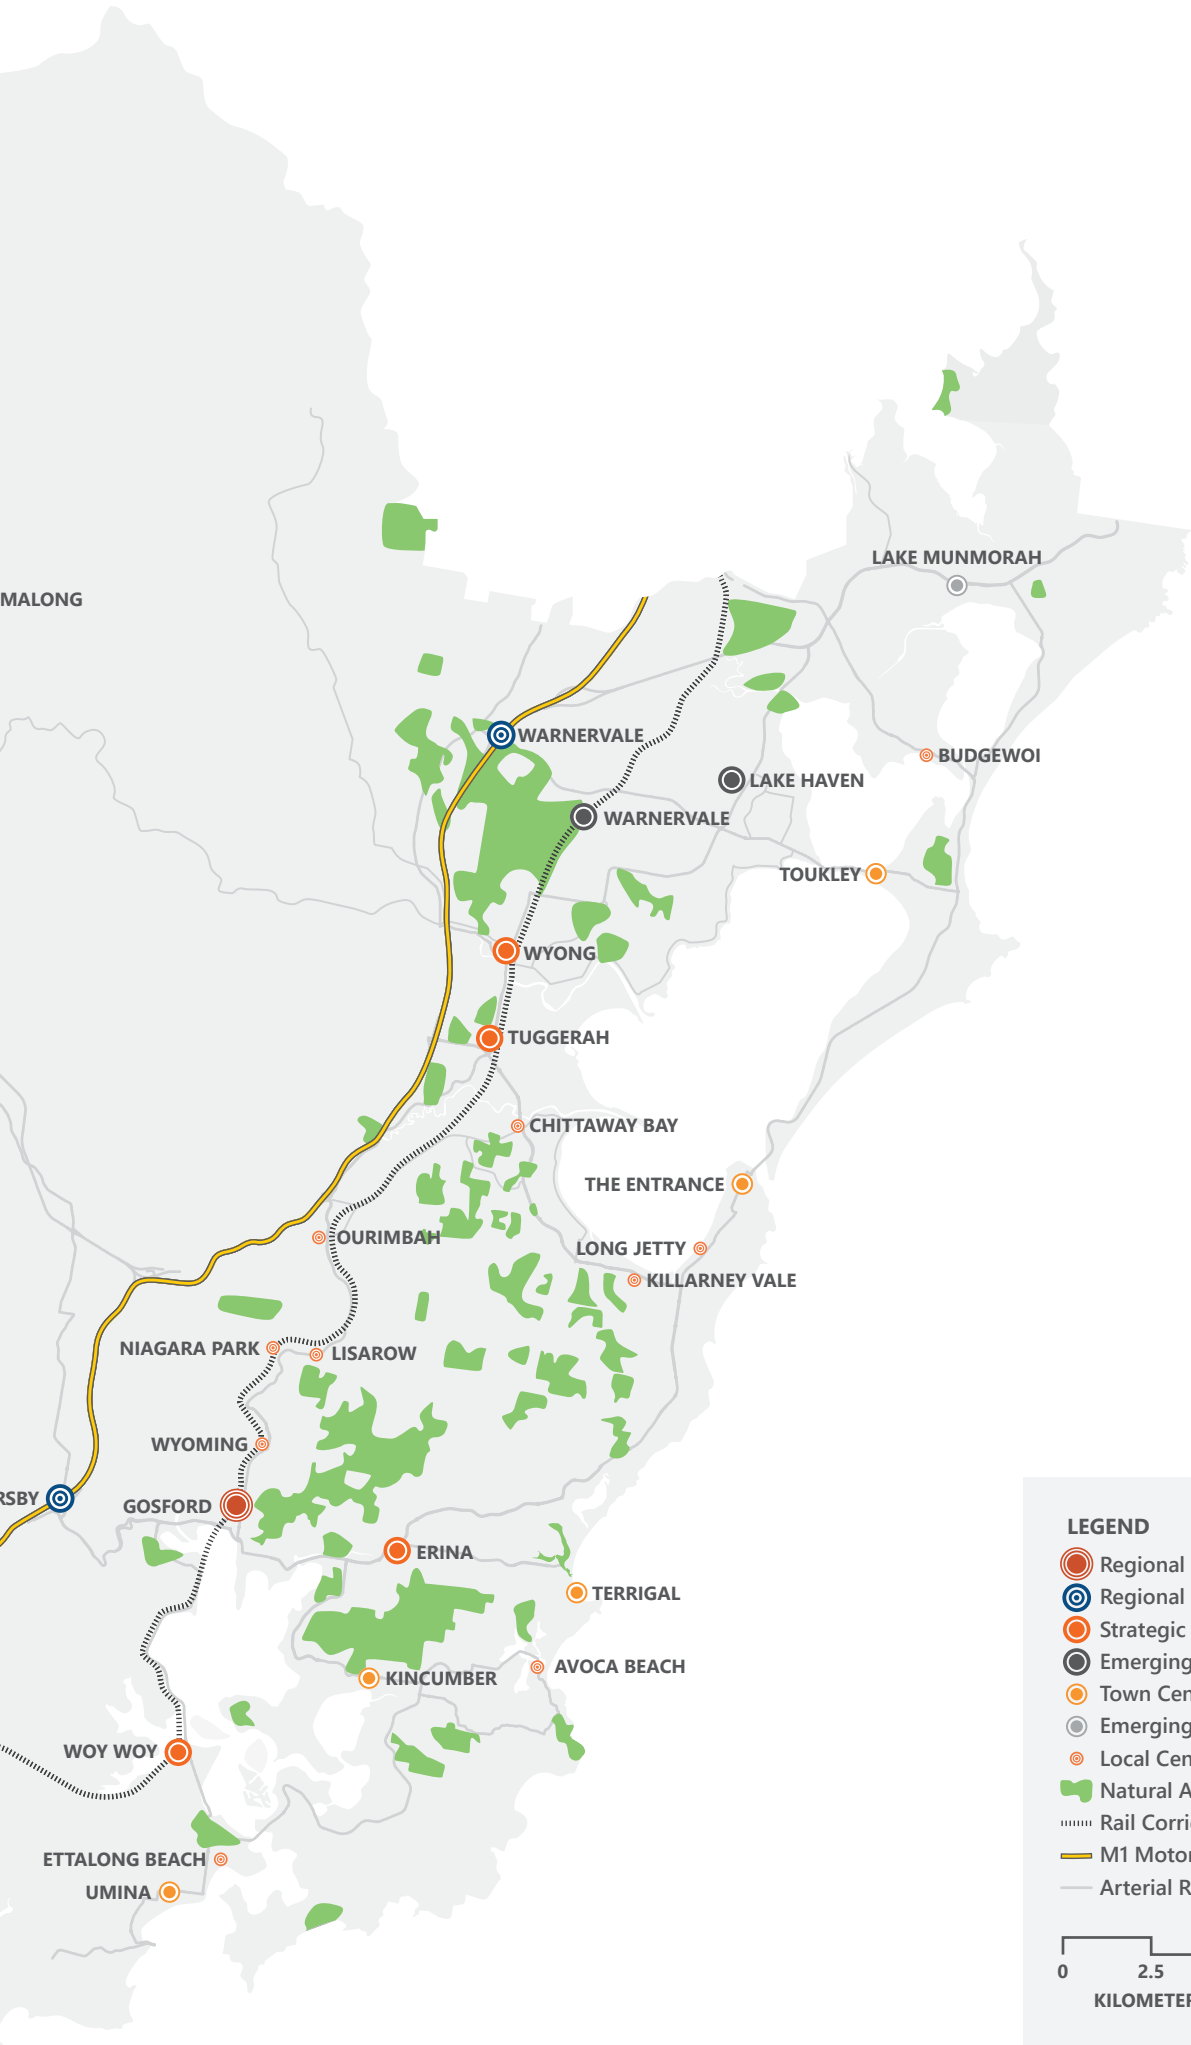 LAKE MUNMORAH
MALONG
WARNERVALE
BUDGEWOI
LAKE HAVEN
WARNERVALE
TOUKLEY
WYONG
TUGGERAH
CHITTAWAY BAY
THE ENTRANCE
OURIMBAH
LONG JETTY
KILLARNEY VALE
NIAGARA PARK
LISAROW
WYOMING
RSBY
GOSFORD
ERINA
TERRIGAL
AVOCA BEACH
KINCUMBER
WOY WOY
ETTALONG BEACH
UMINA
LEGEND
Regional
Regional
Strategic
Emerging
Town Cen
Emerging
Local Cen
Natural A
Rail Corri
M1 Motor
Arterial R
0 2.5
KILOMETER